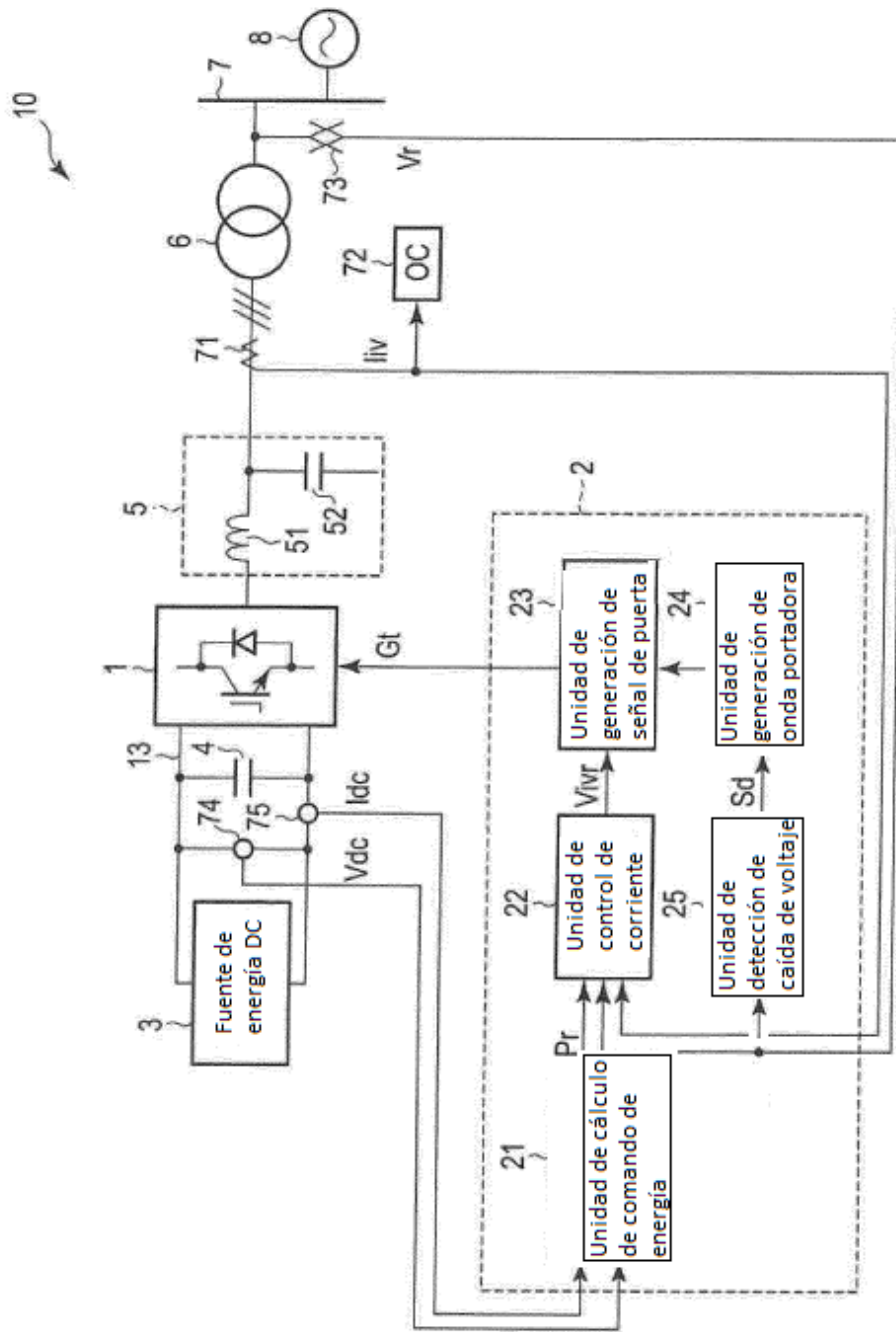 10
8
7
6
73
Vr
72
OC
71
Iiv
5
51
52
2
1
13
4
74
75
Gt
Idc
Vdc
3
Fuente de
energía DC
23
Unidad de
generación de
señal de puerta
24
Unidad de
generación de
onda portadora
Vivr
Sd
22
Unidad de
control de
corriente
25
Unidad de
detección de
caída de voltaje
Pr
21
Unidad de cálculo
de comando de
energía